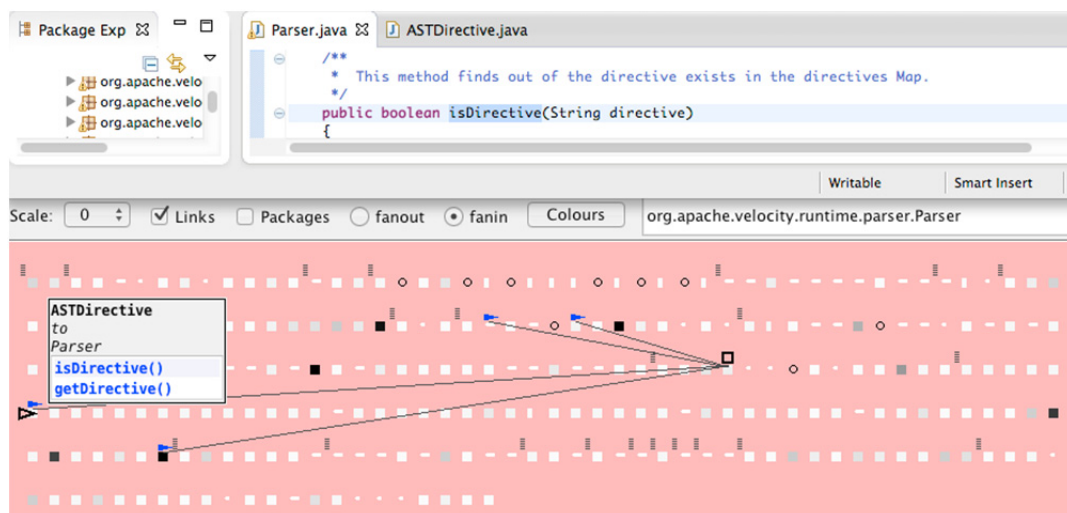 Package Exp
org.apache.velo
org.apache.velo
org.apache.velo
Parser.java
ASTDirective.java
/**
* This method finds out of the directive exists in the directives Map.
*/
public boolean isDirective(String directive)
{
Writable
Smart Insert
Scale: 0 Links Packages fanout fanin Colours org.apache.velocity.runtime.parser.Parser
ASTDirective
to
Parser
isDirective()
getDirective()